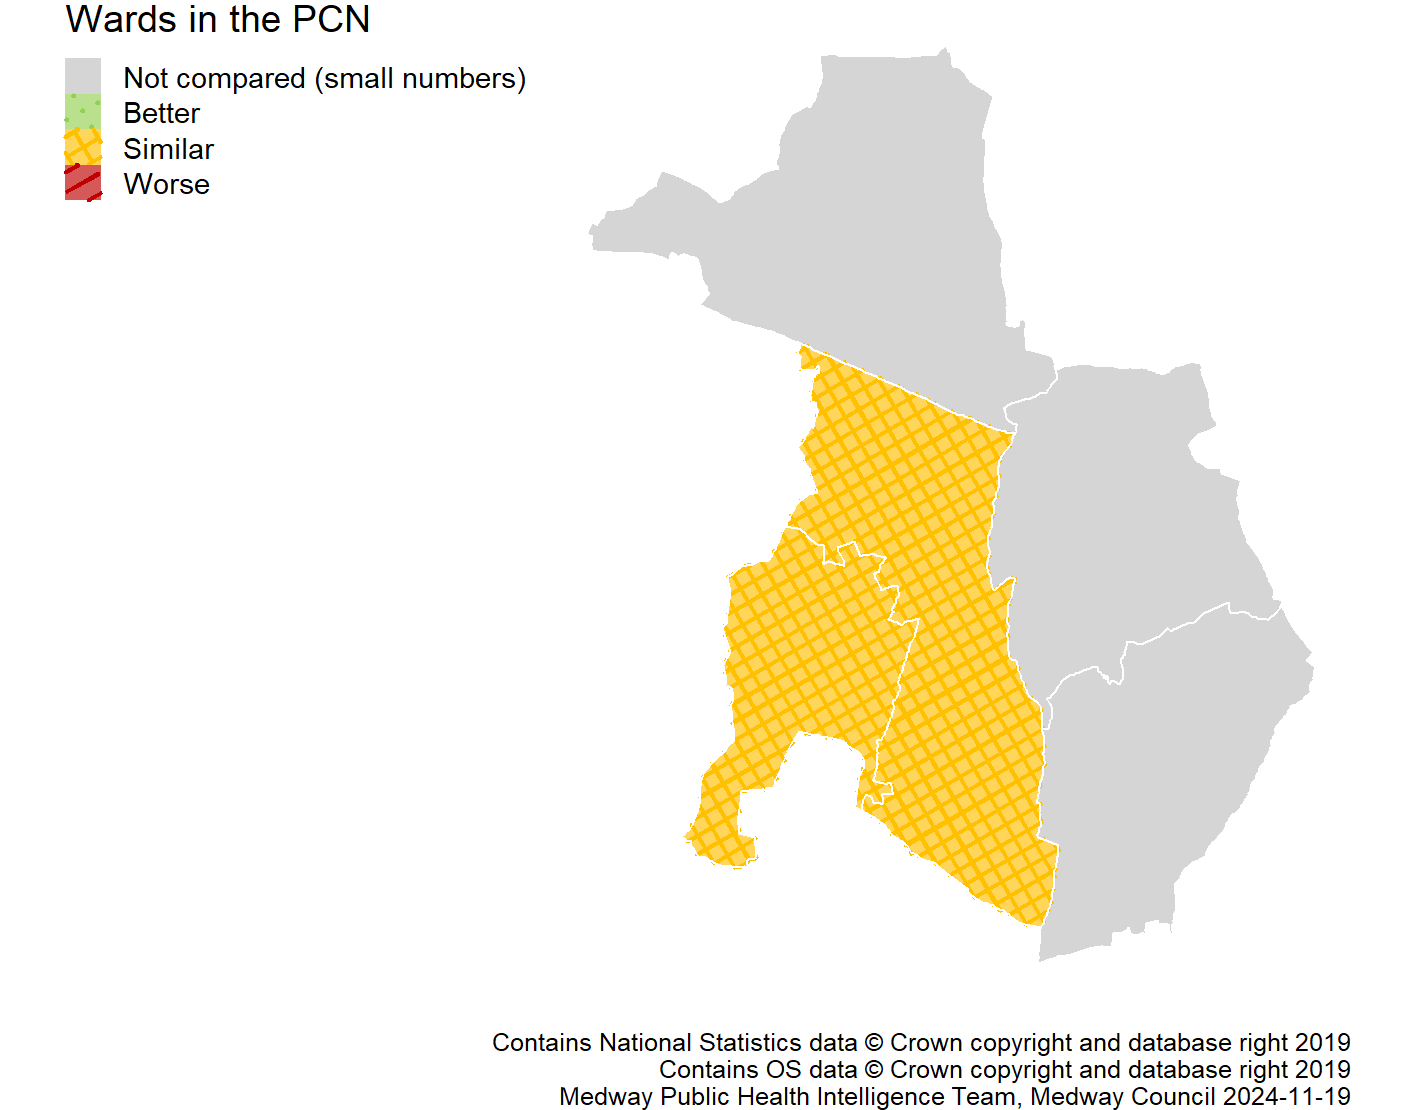 Wards in the PCN
Not compared (small numbers)
Better
Similar
Worse
Contains National Statistics data © Crown copyright and database right 2019
Contains OS data © Crown copyright and database right 2019
Medway Public Health Intelligence Team, Medway Council 2024-11-19